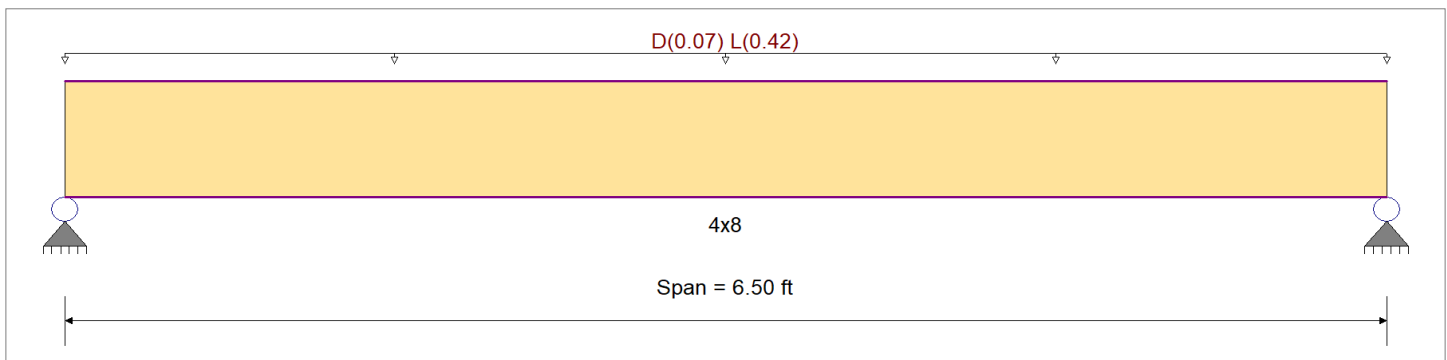 D(0.07) L(0.42)
4x8
Span = 6.50 ft